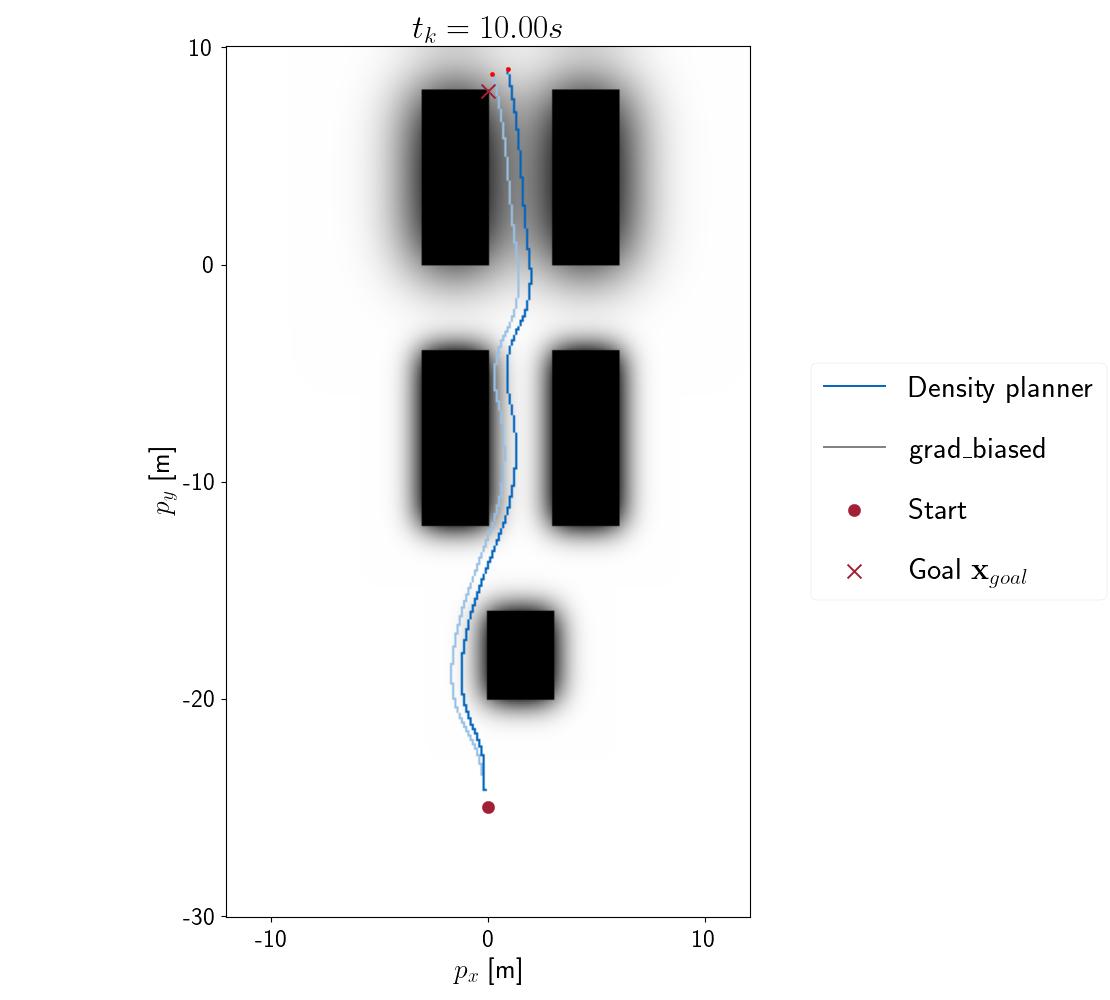 t_k = 10.00s
10
0
-10
-20
-30
p_y [m]
-10 0 10
p_x [m]
Density planner
grad_biased
Start
Goal x_goal